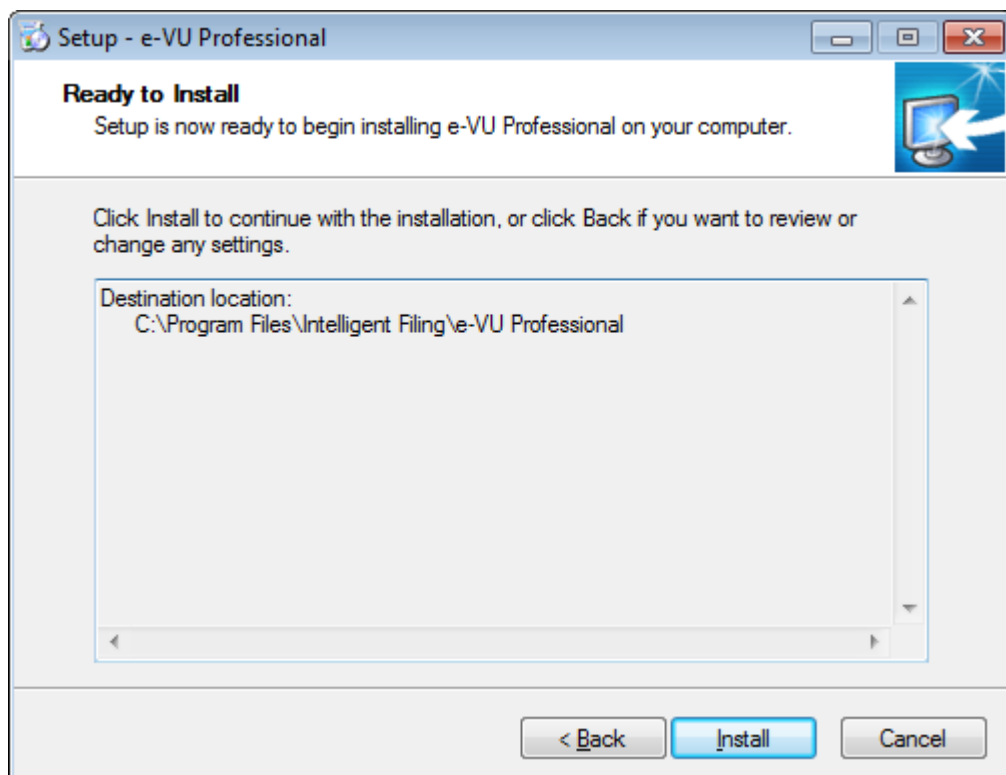 Setup - e-VU Professional
Ready to Install
Setup is now ready to begin installing e-VU Professional on your computer.
Click Install to continue with the installation, or click Back if you want to review or
change any settings.
Destination location:
C:\Program Files\Intelligent Filing\e-VU Professional
< Back
Install
Cancel